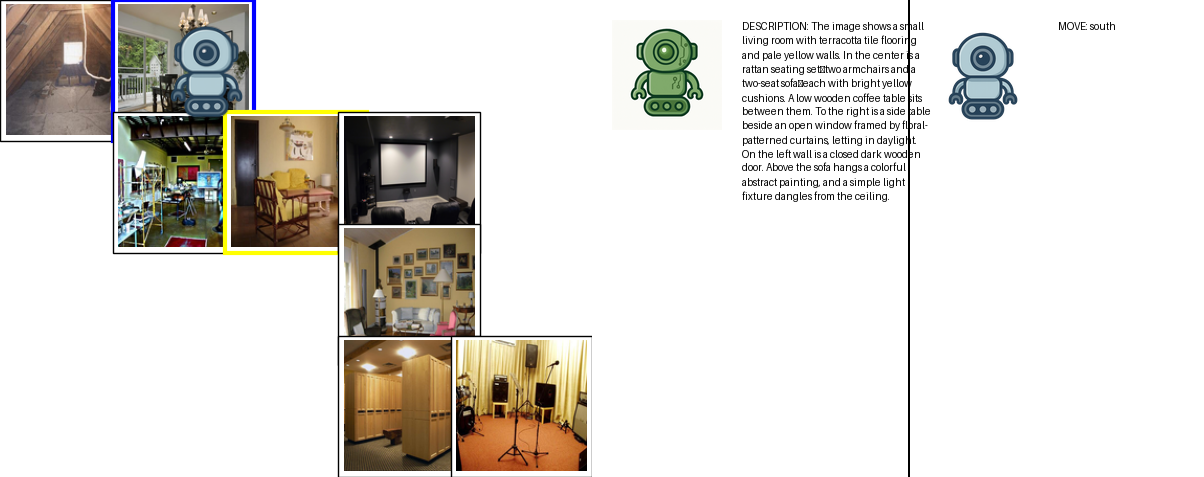 DESCRIPTION: The image shows a small
living room with terracotta tile flooring
and pale yellow walls. In the center is a
rattan seating set□two armchairs and a
two-seat sofa□each with bright yellow
cushions. A low wooden coffee table sits
between them. To the right is a side table
beside an open window framed by floral-
patterned curtains, letting in daylight.
On the left wall is a closed dark wooden
door. Above the sofa hangs a colorful
abstract painting, and a simple light
fixture dangles from the ceiling.
MOVE: south